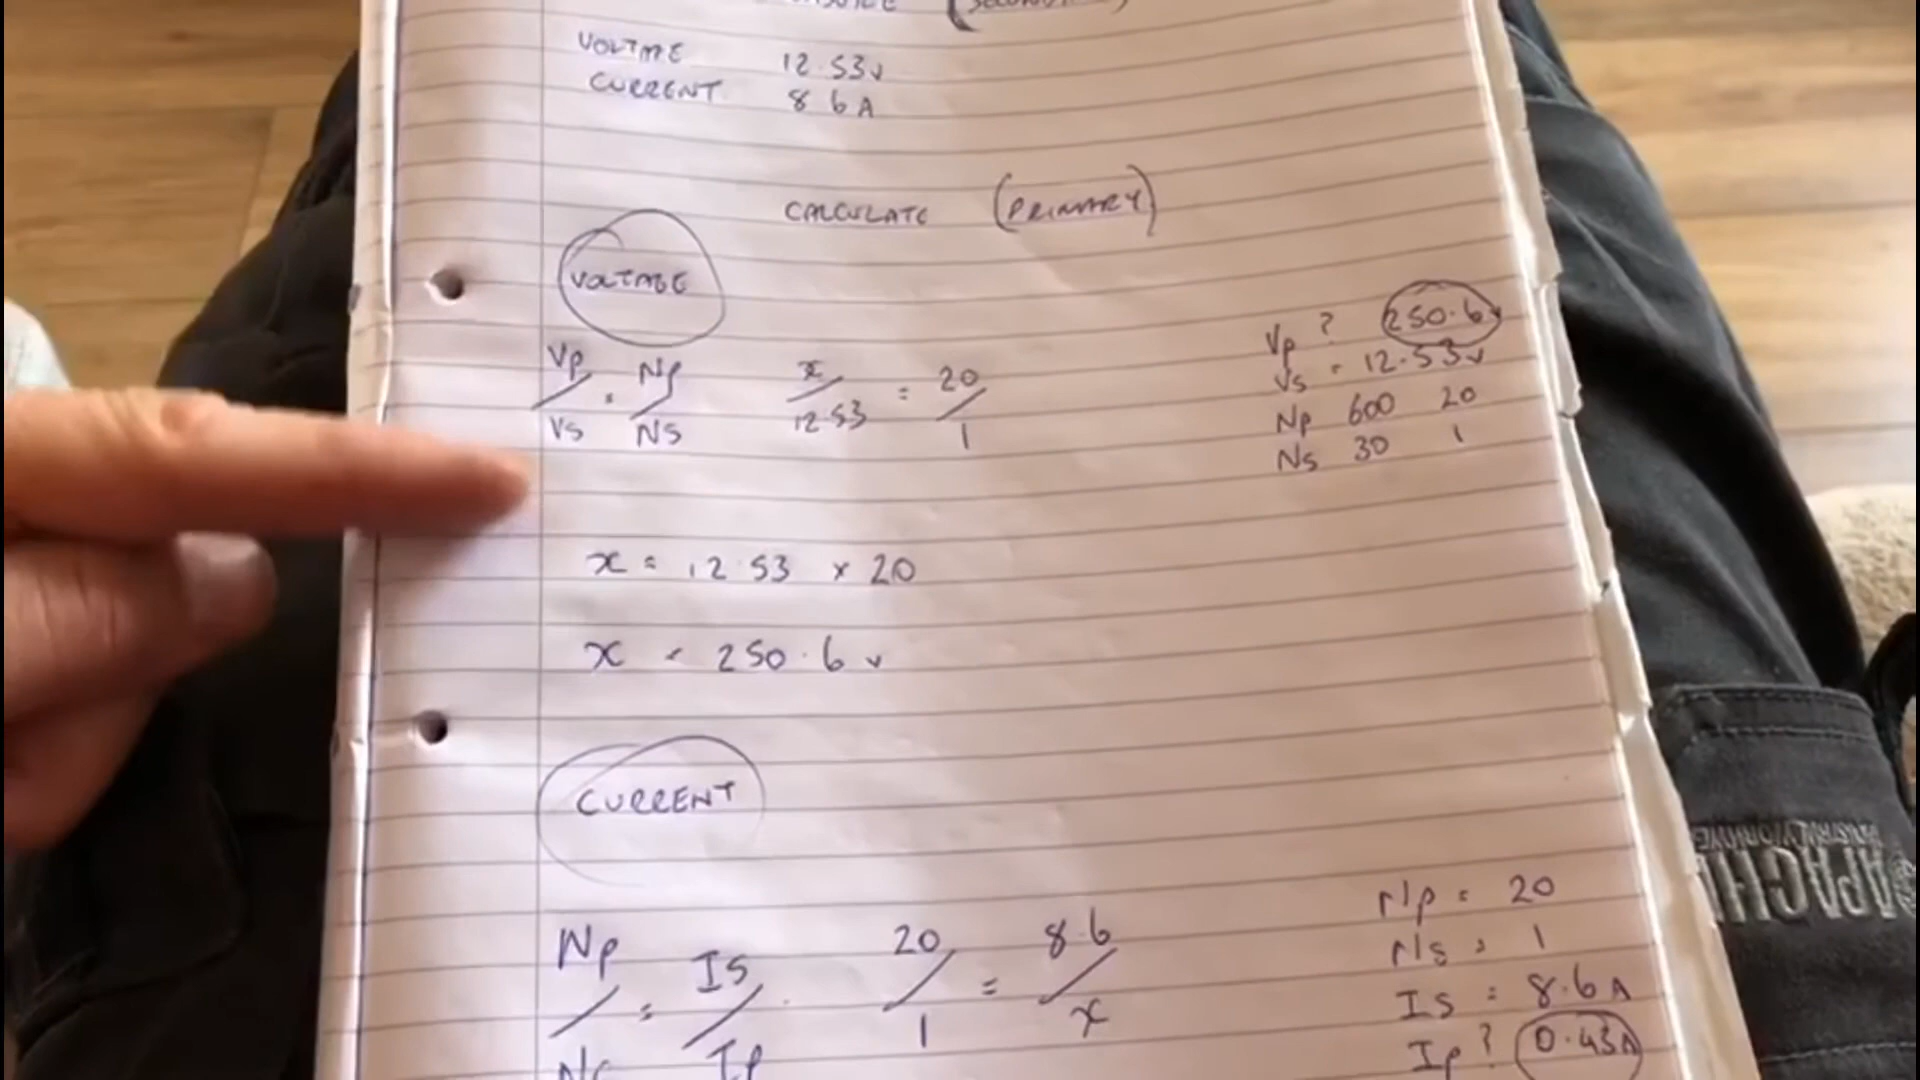 VOLTAGE 12.53v
CURRENT 8.6A
CALCULATE (PRIMARY)
VOLTAGE
Vp/Vs = Np/Ns x/12.53 = 20/1
Vp ? 250.6v
Vs = 12.53v
Np 600 20
Ns 30 1
x = 12.53 x 20
x = 250.6v
CURRENT
Np/Ns = Is/Ip 20/1 = 8.6/x
Np = 20
Ns = 1
Is = 8.6A
Ip ? 0.43A
APACHE